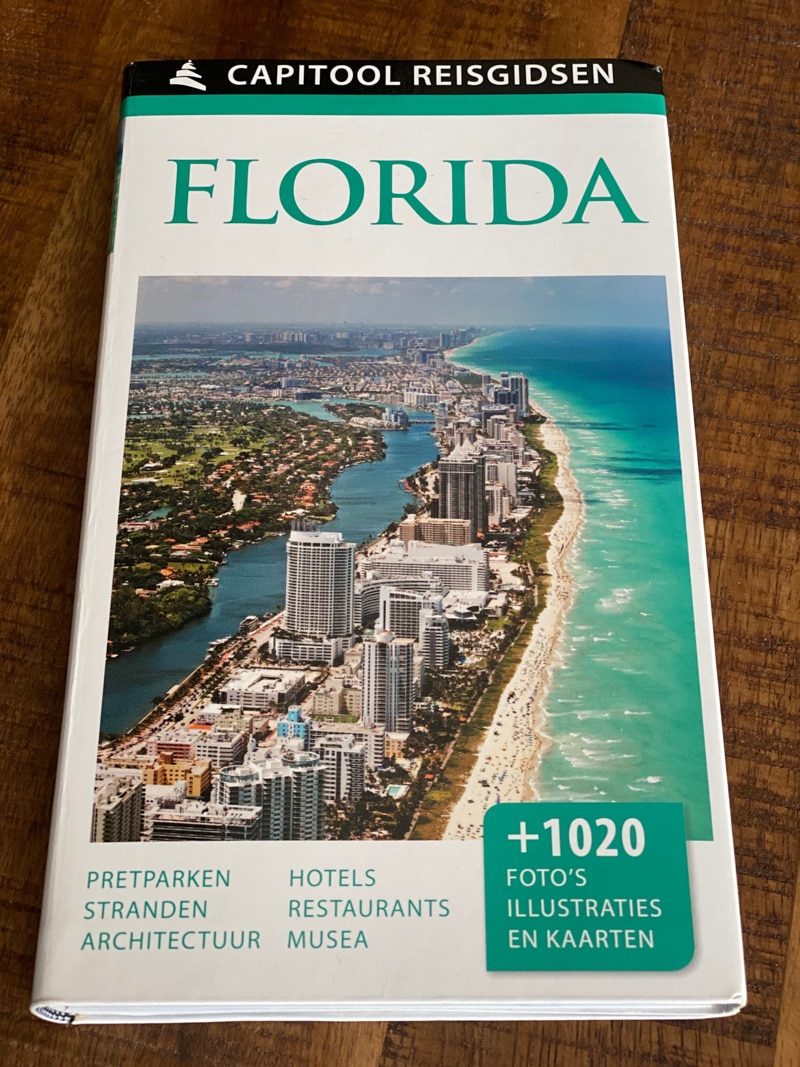 CAPITOOL REISGIDSEN
FLORIDA
PRETPARKEN
STRANDEN
ARCHITECTUUR
HOTELS
RESTAURANTS
MUSEA
+1020
FOTO'S
ILLUSTRATIES
EN KAARTEN